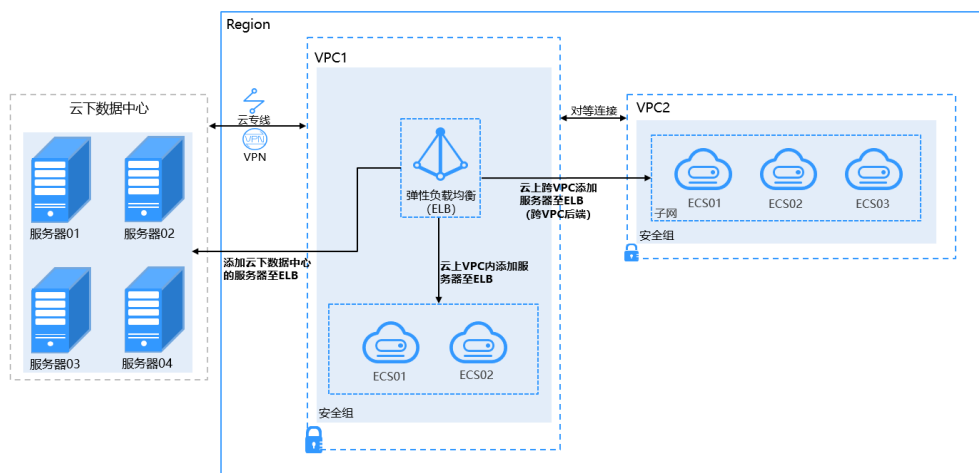 Region
云下数据中心
服务器01
服务器02
服务器03
服务器04
云专线
VPN
VPN
VPC1
弹性负载均衡
(ELB)
添加云下数据中心
的服务器至ELB
云上VPC内添加服
务器至ELB
ECS01
ECS02
安全组
对等连接
云上跨VPC添加
服务器至ELB
(跨VPC后端)
VPC2
ECS01
ECS02
ECS03
子网
安全组